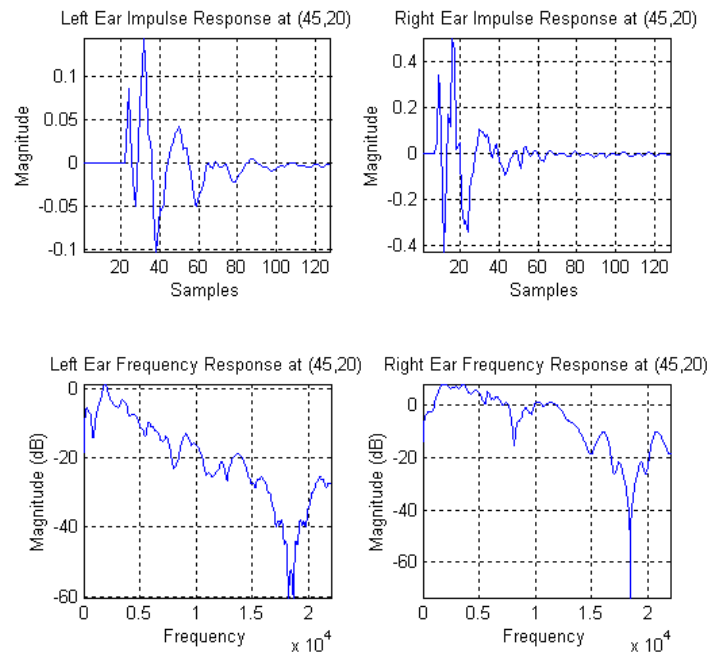 Left Ear Impulse Response at (45,20)
Right Ear Impulse Response at (45,20)
Magnitude
0.1
0.05
0
-0.05
-0.1
20 40 60 80 100 120
Samples
Magnitude
0.4
0.2
0
-0.2
-0.4
20 40 60 80 100 120
Samples
Left Ear Frequency Response at (45,20)
Right Ear Frequency Response at (45,20)
Magnitude (dB)
0
-20
-40
-60
0 0.5 1 1.5 2
Frequency
x 10^4
Magnitude (dB)
0
-20
-40
-60
0 0.5 1 1.5 2
Frequency
x 10^4